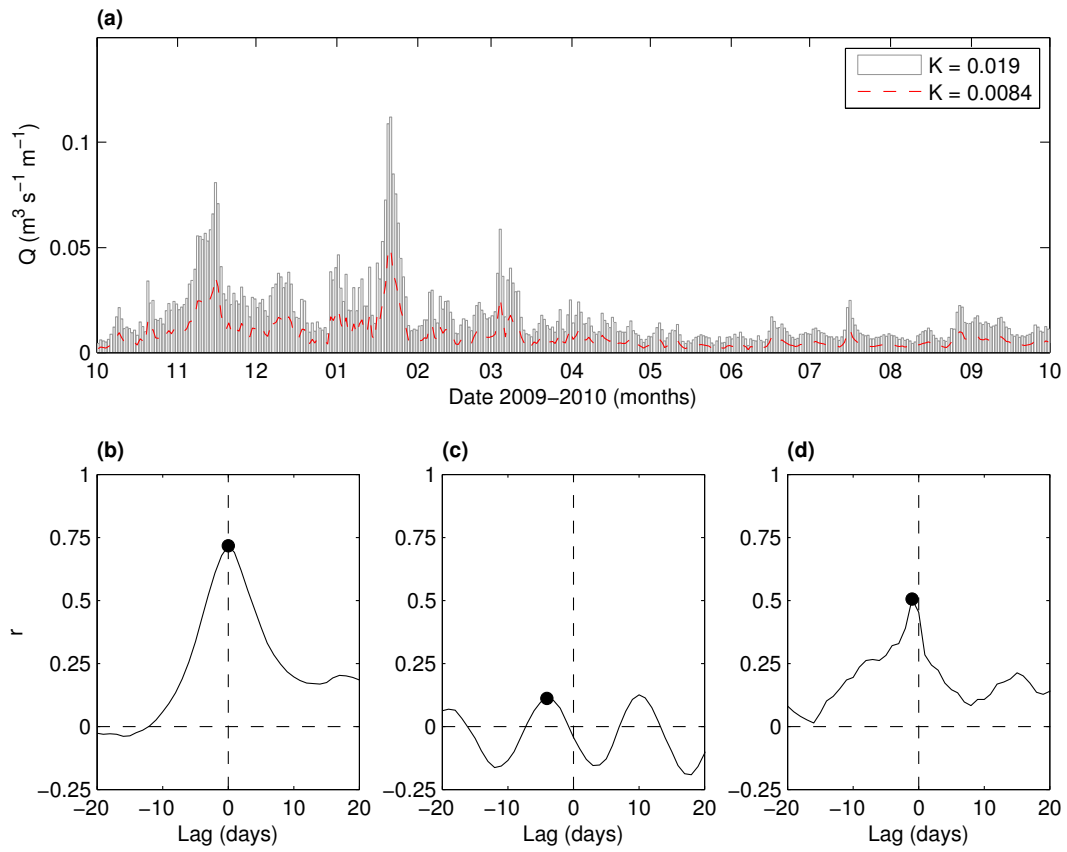 (a)
K = 0.019
K = 0.0084
0.1
0.05
0
Q (m³ s⁻¹ m⁻¹)
10 11 12 01 02 03 04 05 06 07 08 09 10
Date 2009−2010 (months)
(b) (c) (d)
1 1 1
0.75 0.75 0.75
0.5 0.5 0.5
r
0.25 0.25 0.25
0 0 0
−0.25 −0.25 −0.25
−20 −10 0 10 20 −20 −10 0 10 20 −20 −10 0 10 20
Lag (days) Lag (days) Lag (days)